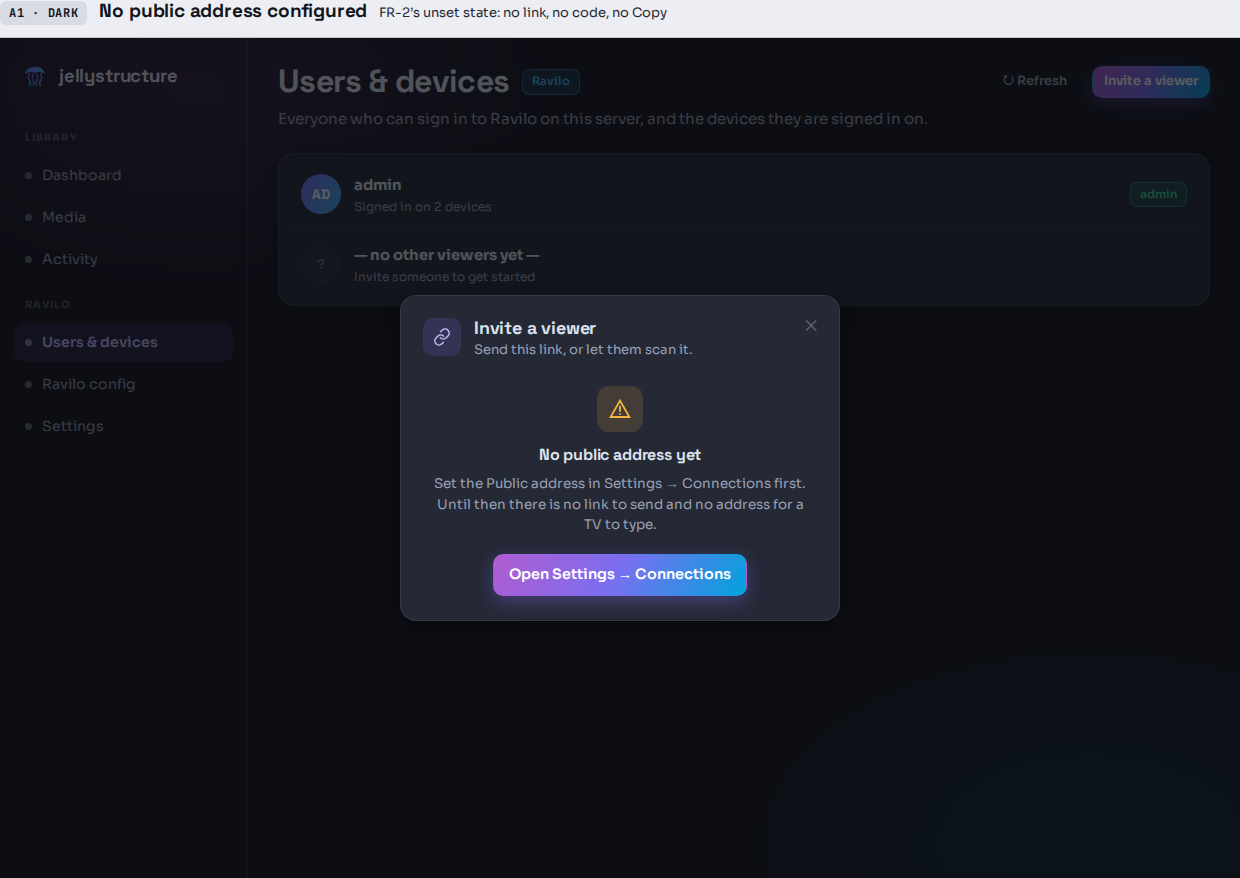 A1 · DARK No public address configured FR-2’s unset state: no link, no code, no Copy
jellystructure
LIBRARY
Dashboard
Media
Activity
RAVILO
Users & devices
Ravilo config
Settings
Users & devices Ravilo
↻ Refresh
Invite a viewer
Everyone who can sign in to Ravilo on this server, and the devices they are signed in on.
AD
admin
Signed in on 2 devices
admin
?
— no other viewers yet —
Invite someone to get started
Invite a viewer
Send this link, or let them scan it.
No public address yet
Set the Public address in Settings → Connections first.
Until then there is no link to send and no address for a
TV to type.
Open Settings → Connections